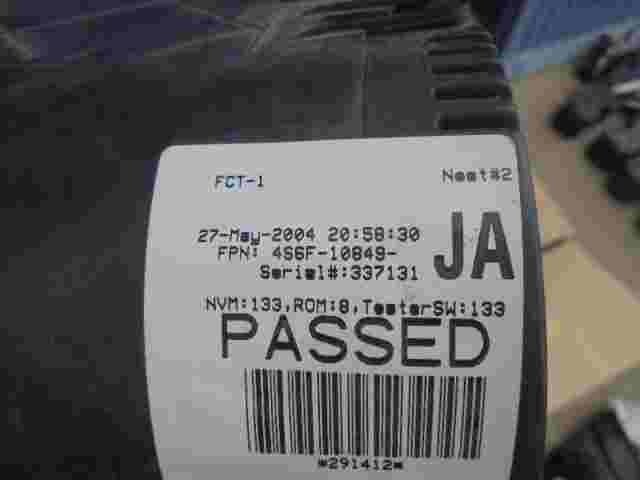 FCT-1 Nest#2
27-May-2004 20:58:30
FPN: 4S6F-10849-
JA
Serial#:337131
NVM:133,ROM:8,TesterSW:133
PASSED
*291412*